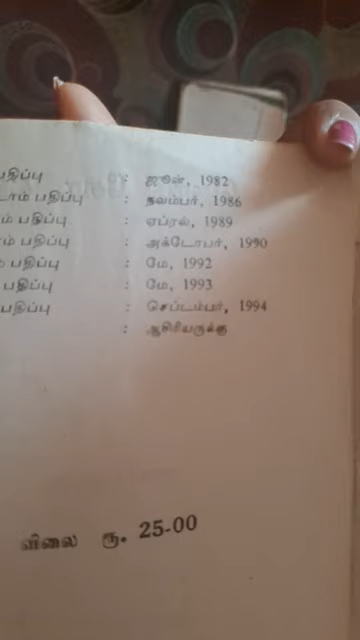 பதிப்பு : ஜூன், 1982
டாம் பதிப்பு : நவம்பர், 1986
ம் பதிப்பு : ஏப்ரல், 1989
ாம் பதிப்பு : அக்டோபர், 1990
ம் பதிப்பு : மே, 1992
பதிப்பு : மே, 1993
பதிப்பு : செப்டம்பர், 1994
: ஆசிரியருக்கு
விலை ரூ. 25-00